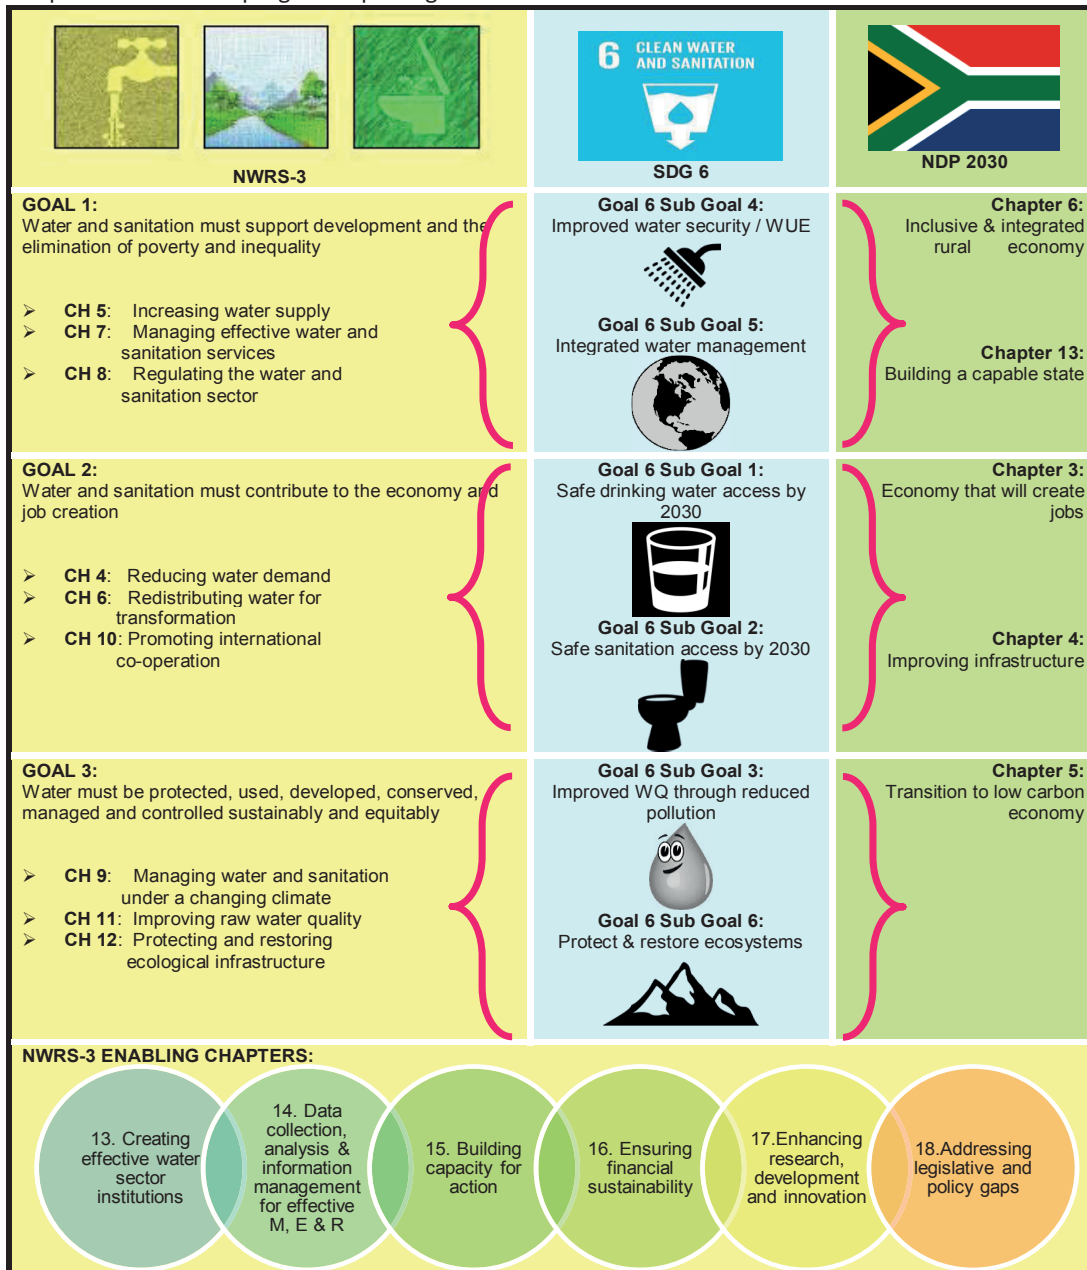 NWRS-3
6 CLEAN WATER
AND SANITATION
SDG 6
NDP 2030
GOAL 1:
Water and sanitation must support development and the
elimination of poverty and inequality
➢ CH 5: Increasing water supply
➢ CH 7: Managing effective water and
sanitation services
➢ CH 8: Regulating the water and
sanitation sector
Goal 6 Sub Goal 4:
Improved water security / WUE
Goal 6 Sub Goal 5:
Integrated water management
Chapter 6:
Inclusive & integrated
rural economy
Chapter 13:
Building a capable state
GOAL 2:
Water and sanitation must contribute to the economy and
job creation
➢ CH 4: Reducing water demand
➢ CH 6: Redistributing water for
transformation
➢ CH 10: Promoting international
co-operation
Goal 6 Sub Goal 1:
Safe drinking water access by
2030
Goal 6 Sub Goal 2:
Safe sanitation access by 2030
Chapter 3:
Economy that will create
jobs
Chapter 4:
Improving infrastructure
GOAL 3:
Water must be protected, used, developed, conserved,
managed and controlled sustainably and equitably
➢ CH 9: Managing water and sanitation
under a changing climate
➢ CH 11: Improving raw water quality
➢ CH 12: Protecting and restoring
ecological infrastructure
Goal 6 Sub Goal 3:
Improved WQ through reduced
pollution
Goal 6 Sub Goal 6:
Protect & restore ecosystems
Chapter 5:
Transition to low carbon
economy
NWRS-3 ENABLING CHAPTERS:
13. Creating
effective water
sector
institutions
14. Data
collection,
analysis &
information
management
for effective
M, E & R
15. Building
capacity for
action
16. Ensuring
financial
sustainability
17.Enhancing
research,
development
and innovation
18.Addressing
legislative and
policy gaps